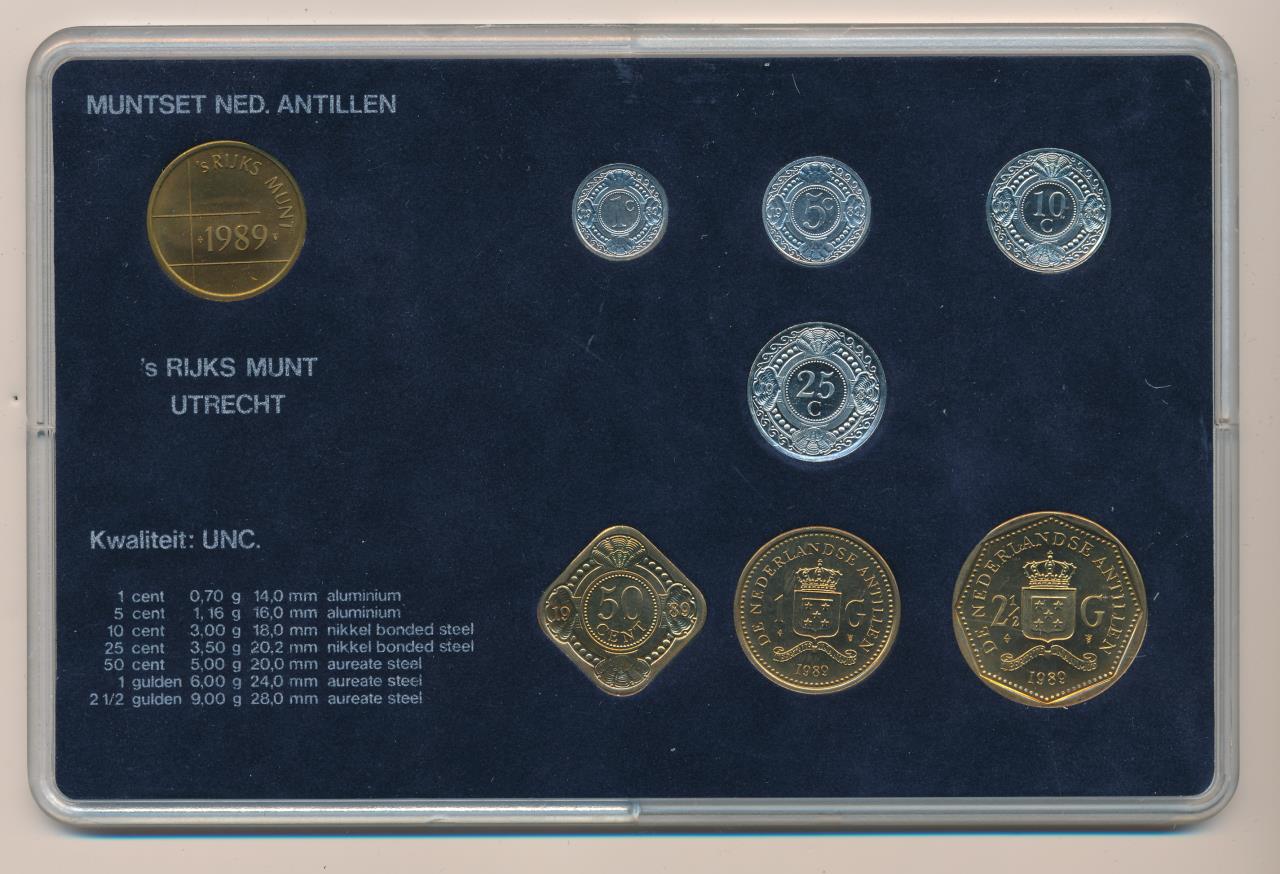 MUNTSET NED. ANTILLEN
'sRIJKS MUNT
1989
1c
5c
10
C
25
C
's RIJKS MUNT
UTRECHT
Kwaliteit: UNC.
1 cent 0,70 g 14,0 mm aluminium
5 cent 1,16 g 16,0 mm aluminium
10 cent 3,00 g 18,0 mm nikkel bonded steel
25 cent 3,50 g 20,2 mm nikkel bonded steel
50 cent 5,00 g 20,0 mm aureate steel
1 gulden 6,00 g 24,0 mm aureate steel
2 1/2 gulden 9,00 g 28,0 mm aureate steel
19 50 89
CENT
DE NEDERLANDSE ANTILLEN
1 G
1989
DE NEDERLANDSE ANTILLEN
2½ G
1989